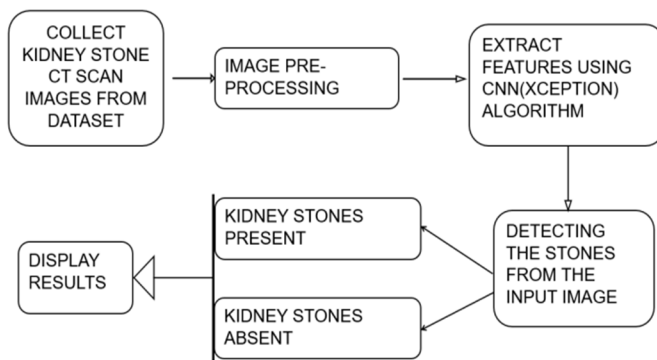 COLLECT
KIDNEY STONE
CT SCAN
IMAGES FROM
DATASET
IMAGE PRE-
PROCESSING
EXTRACT
FEATURES USING
CNN(XCEPTION)
ALGORITHM
DETECTING
THE STONES
FROM THE
INPUT IMAGE
KIDNEY STONES
PRESENT
KIDNEY STONES
ABSENT
DISPLAY
RESULTS